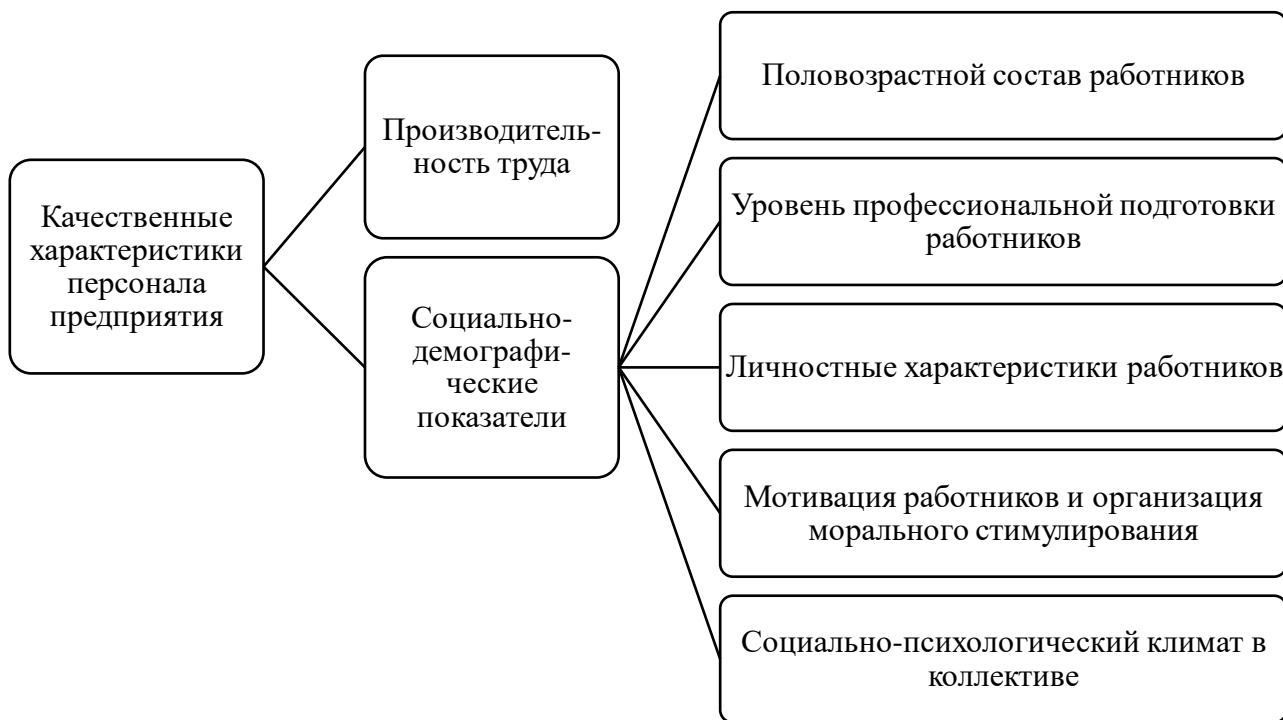 Качественные
характеристики
персонала
предприятия
Производитель-
ность труда
Социально-
демографи-
ческие
показатели
Половозрастной состав работников
Уровень профессиональной подготовки
работников
Личностные характеристики работников
Мотивация работников и организация
морального стимулирования
Социально-психологический климат в
коллективе